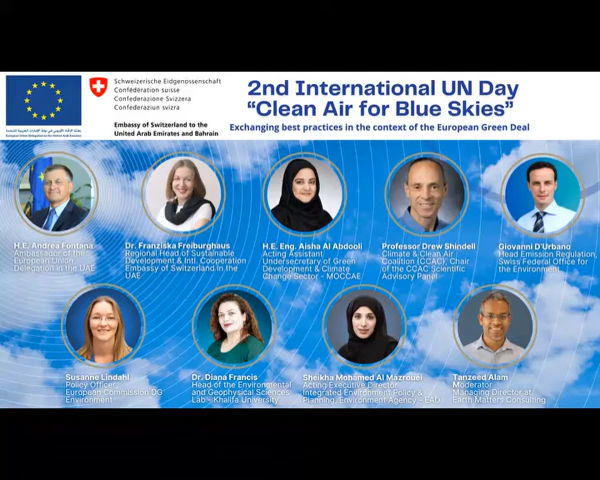 Schweizerische Eidgenossenschaft
Confédération suisse
Confederazione Svizzera
Confederaziun svizra
Embassy of Switzerland to the
United Arab Emirates and Bahrain
2nd International UN Day
“Clean Air for Blue Skies”
Exchanging best practices in the context of the European Green Deal
H.E. Andrea Fontana
Ambassador of the
European Union
Delegation in the UAE
Dr. Franziska Freiburghaus
Regional Head of Sustainable
Development & Intl. Cooperation
Embassy of Switzerland in the
UAE
H.E. Eng. Aisha Al Abdooli
Acting Assistant
Undersecretary of Green
Development & Climate
Change Sector - MOCCAE
Professor Drew Shindell
Climate & Clean Air
Coalition (CCAC), Chair
of the CCAC Scientific
Advisory Panel
Giovanni D'Urbano
Head Emission Regulation,
Swiss Federal Office for
the Environment
Susanne Lindahl
Policy Officer,
European Commission DG
Environment
Dr. Diana Francis
Head of the Environmental
and Geophysical Sciences
Lab - Khalifa University
Sheikha Mohamed Al Mazrouei
Acting Executive Director
Integrated Environment Policy &
Planning, Environment Agency - EAD
Tanzeed Alam
Moderator
Managing Director at
Earth Matters Consulting